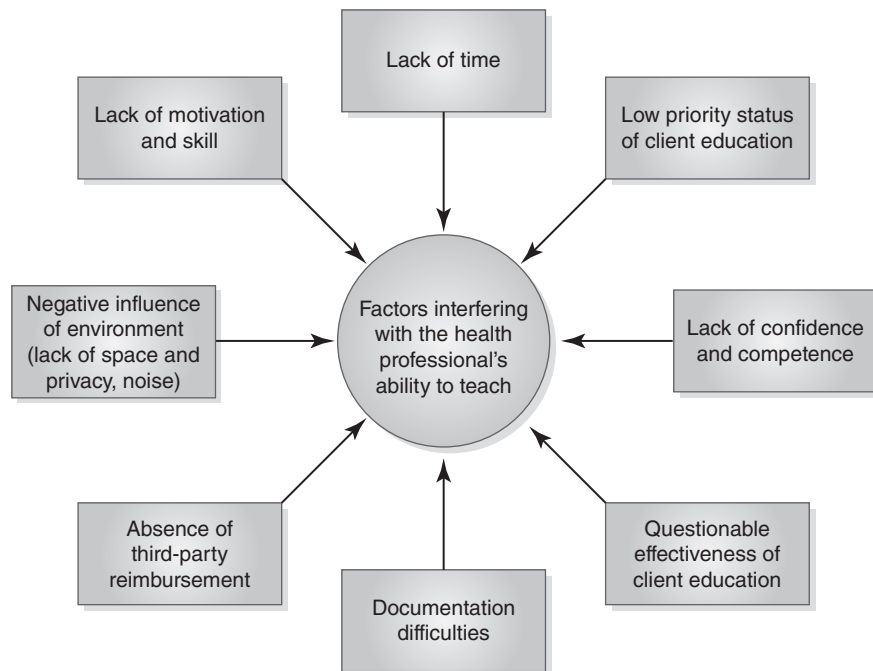 Lack of time
Low priority status
of client education
Lack of confidence
and competence
Questionable
effectiveness of
client education
Documentation
difficulties
Absence of
third-party
reimbursement
Negative influence
of environment
(lack of space and
privacy, noise)
Lack of motivation
and skill
Factors interfering
with the health
professional’s
ability to teach